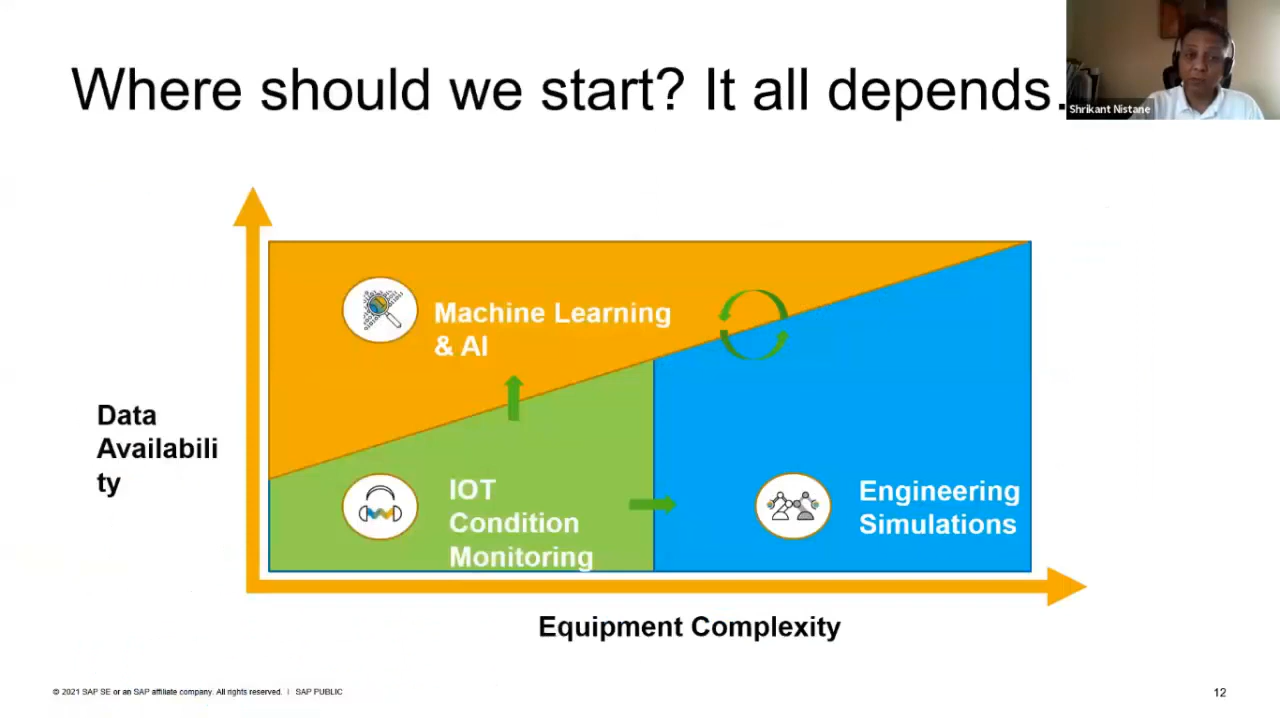 Where should we start? It all depends.
Shrikant Nistane
Machine Learning
& AI
Data
Availabili
ty
IOT
Condition
Monitoring
Engineering
Simulations
Equipment Complexity
© 2021 SAP SE or an SAP affiliate company. All rights reserved. | SAP PUBLIC
12